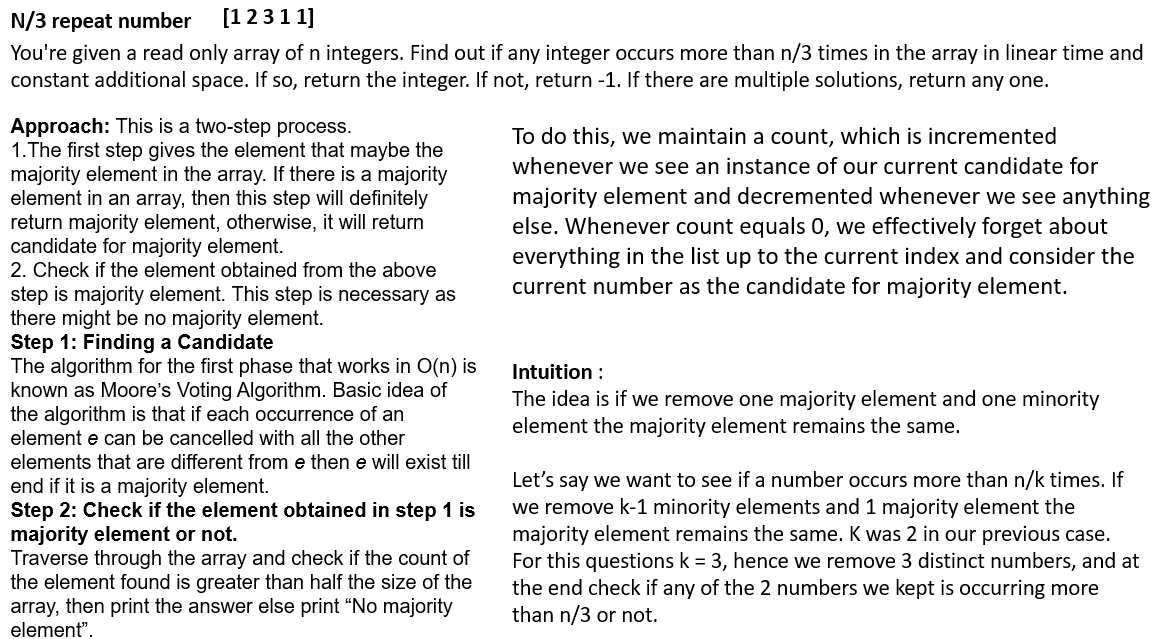 N/3 repeat number [1 2 3 1 1]
You're given a read only array of n integers. Find out if any integer occurs more than n/3 times in the array in linear time and
constant additional space. If so, return the integer. If not, return -1. If there are multiple solutions, return any one.
Approach: This is a two-step process.
1.The first step gives the element that maybe the
majority element in the array. If there is a majority
element in an array, then this step will definitely
return majority element, otherwise, it will return
candidate for majority element.
2. Check if the element obtained from the above
step is majority element. This step is necessary as
there might be no majority element.
Step 1: Finding a Candidate
The algorithm for the first phase that works in O(n) is
known as Moore’s Voting Algorithm. Basic idea of
the algorithm is that if each occurrence of an
element e can be cancelled with all the other
elements that are different from e then e will exist till
end if it is a majority element.
Step 2: Check if the element obtained in step 1 is
majority element or not.
Traverse through the array and check if the count of
the element found is greater than half the size of the
array, then print the answer else print “No majority
element”.
To do this, we maintain a count, which is incremented
whenever we see an instance of our current candidate for
majority element and decremented whenever we see anything
else. Whenever count equals 0, we effectively forget about
everything in the list up to the current index and consider the
current number as the candidate for majority element.
Intuition :
The idea is if we remove one majority element and one minority
element the majority element remains the same.
Let’s say we want to see if a number occurs more than n/k times. If
we remove k-1 minority elements and 1 majority element the
majority element remains the same. K was 2 in our previous case.
For this questions k = 3, hence we remove 3 distinct numbers, and at
the end check if any of the 2 numbers we kept is occurring more
than n/3 or not.